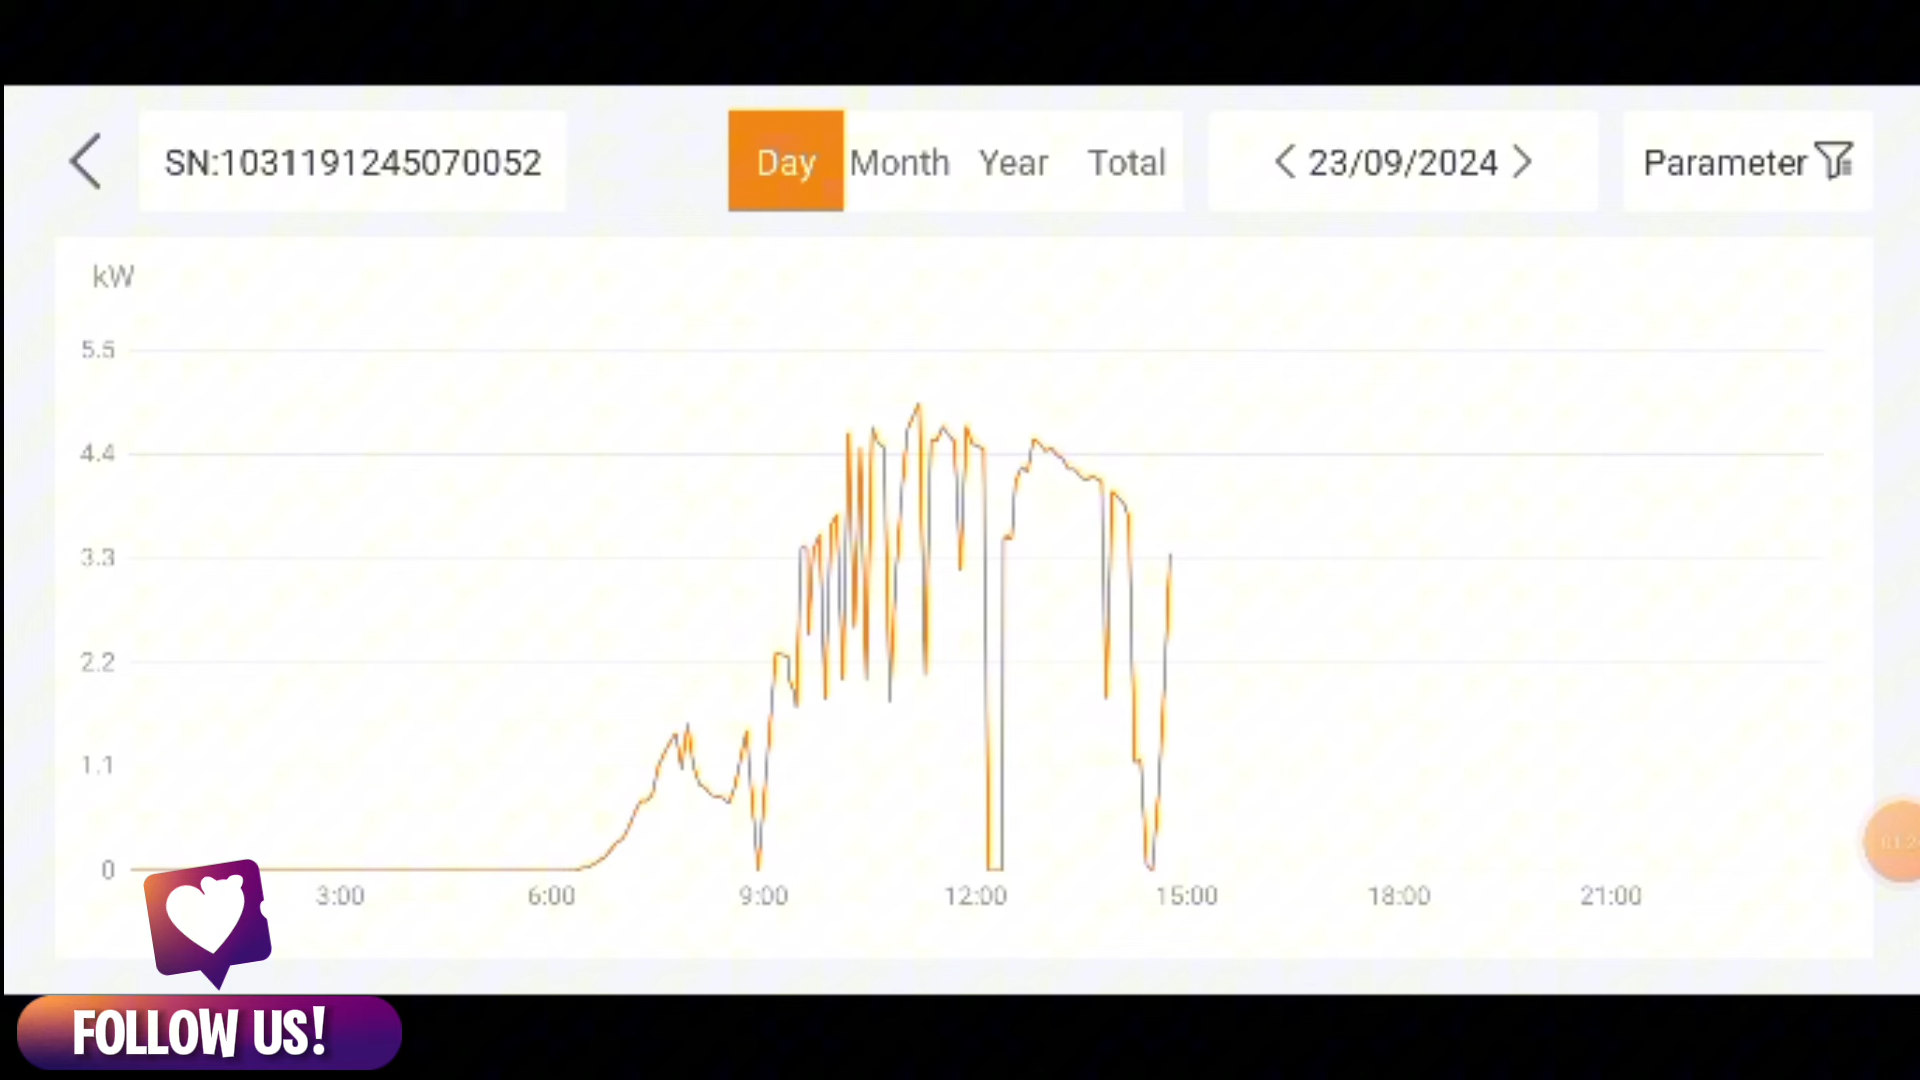 SN:1031191245070052
Day Month Year Total
23/09/2024
Parameter
kW
5.5
4.4
3.3
2.2
1.1
0
3:00 6:00 9:00 12:00 15:00 18:00 21:00
FOLLOW US!